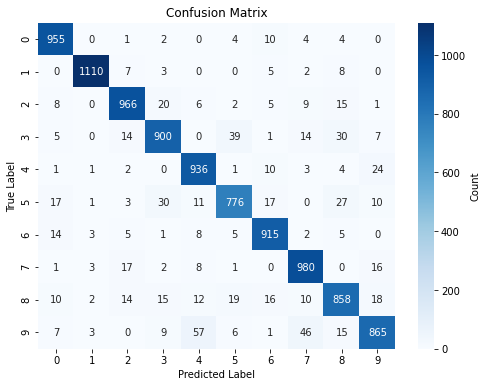 Confusion Matrix
0 955 0 1 2 0 4 10 4 4 0
1 0 1110 7 3 0 0 5 2 8 0
2 8 0 966 20 6 2 5 9 15 1
3 5 0 14 900 0 39 1 14 30 7
4 1 1 2 0 936 1 10 3 4 24
5 17 1 3 30 11 776 17 0 27 10
6 14 3 5 1 8 5 915 2 5 0
7 1 3 17 2 8 1 0 980 0 16
8 10 2 14 15 12 19 16 10 858 18
9 7 3 0 9 57 6 1 46 15 865
0 1 2 3 4 5 6 7 8 9
Predicted Label
True Label
1000
800
600
400
200
0
Count